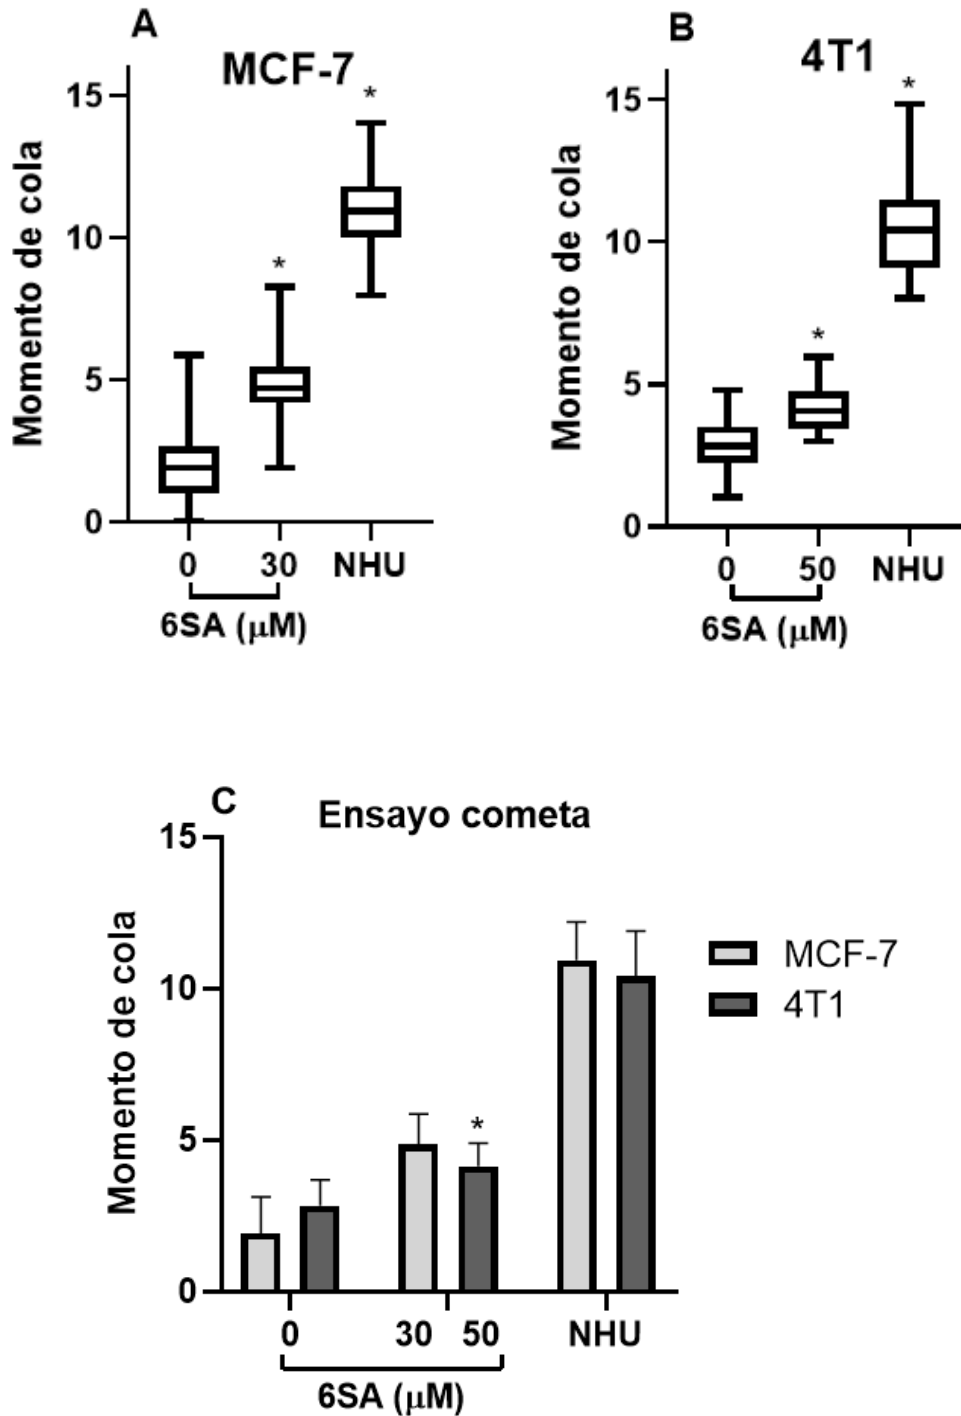 A
MCF-7
Momento de cola
15
10
5
0
*
*
0 30 NHU
6SA (μM)
B
4T1
Momento de cola
15
10
5
0
*
*
0 50 NHU
6SA (μM)
C
Ensayo cometa
Momento de cola
15
10
5
0
*
0 30 50 NHU
6SA (μM)
MCF-7
4T1